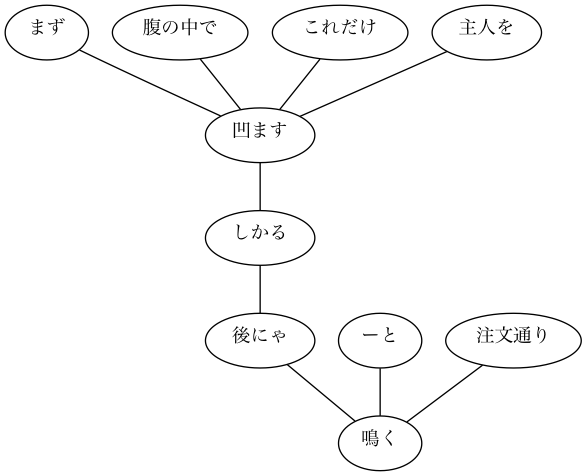 まず
腹の中で
これだけ
主人を
凹ます
しかる
後にゃ
ーと
注文通り
鳴く